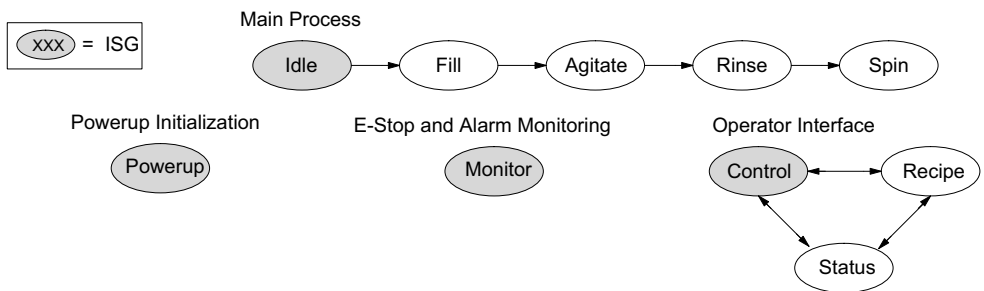 Main Process
xxx = ISG
Idle Fill Agitate Rinse Spin
Powerup Initialization E-Stop and Alarm Monitoring Operator Interface
Powerup Monitor Control Recipe
Status